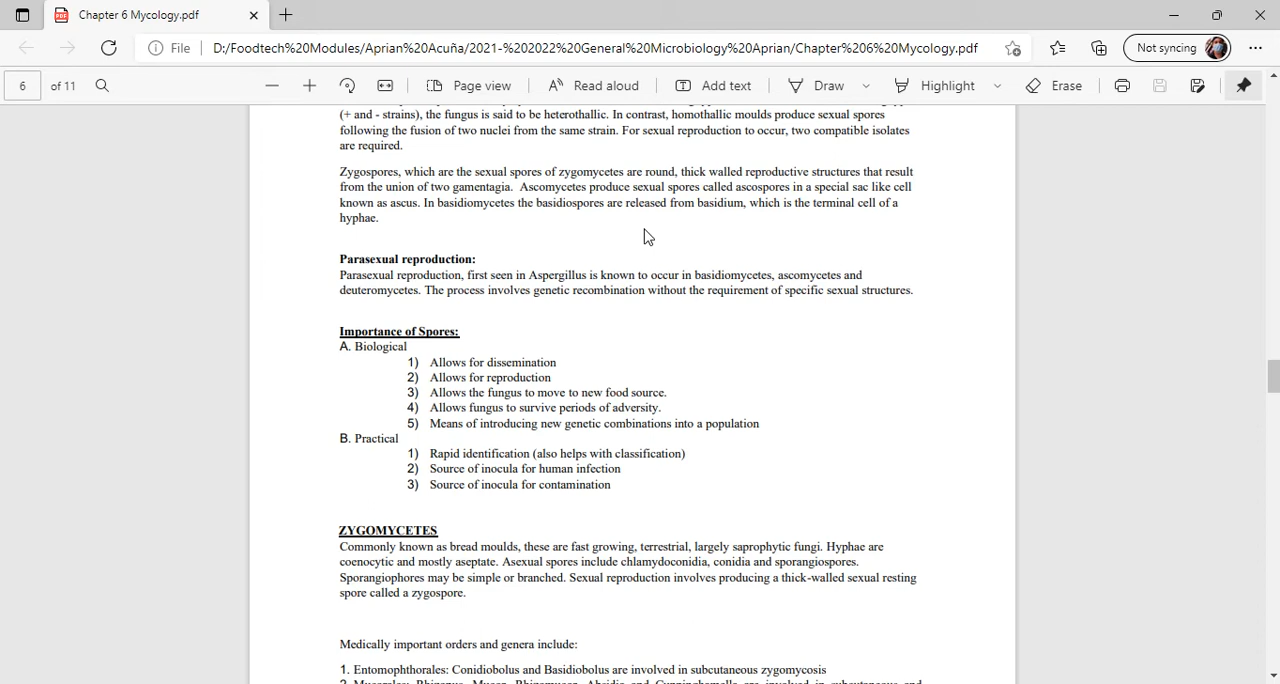 Chapter 6 Mycology.pdf
File D:/Foodtech%20Modules/Aprian%20Acuña/2021-%202022%20General%20Microbiology%20Aprian/Chapter%206%20Mycology.pdf Not syncing
6 of 11 Page view Read aloud Add text Draw Highlight Erase
(+ and - strains), the fungus is said to be heterothallic. In contrast, homothallic moulds produce sexual spores
following the fusion of two nuclei from the same strain. For sexual reproduction to occur, two compatible isolates
are required.
Zygospores, which are the sexual spores of zygomycetes are round, thick walled reproductive structures that result
from the union of two gamentagia. Ascomycetes produce sexual spores called ascospores in a special sac like cell
known as ascus. In basidiomycetes the basidiospores are released from basidium, which is the terminal cell of a
hyphae.
Parasexual reproduction:
Parasexual reproduction, first seen in Aspergillus is known to occur in basidiomycetes, ascomycetes and
deuteromycetes. The process involves genetic recombination without the requirement of specific sexual structures.
Importance of Spores:
A. Biological
1) Allows for dissemination
2) Allows for reproduction
3) Allows the fungus to move to new food source.
4) Allows fungus to survive periods of adversity.
5) Means of introducing new genetic combinations into a population
B. Practical
1) Rapid identification (also helps with classification)
2) Source of inocula for human infection
3) Source of inocula for contamination
ZYGOMYCETES
Commonly known as bread moulds, these are fast growing, terrestrial, largely saprophytic fungi. Hyphae are
coenocytic and mostly aseptate. Asexual spores include chlamydoconidia, conidia and sporangiospores.
Sporangiophores may be simple or branched. Sexual reproduction involves producing a thick-walled sexual resting
spore called a zygospore.
Medically important orders and genera include:
1. Entomophthorales: Conidiobolus and Basidiobolus are involved in subcutaneous zygomycosis
2. Mucorales: Rhizopus, Mucor, Rhizomucor, Absidia and Cunninghamella are involved in subcutaneous and